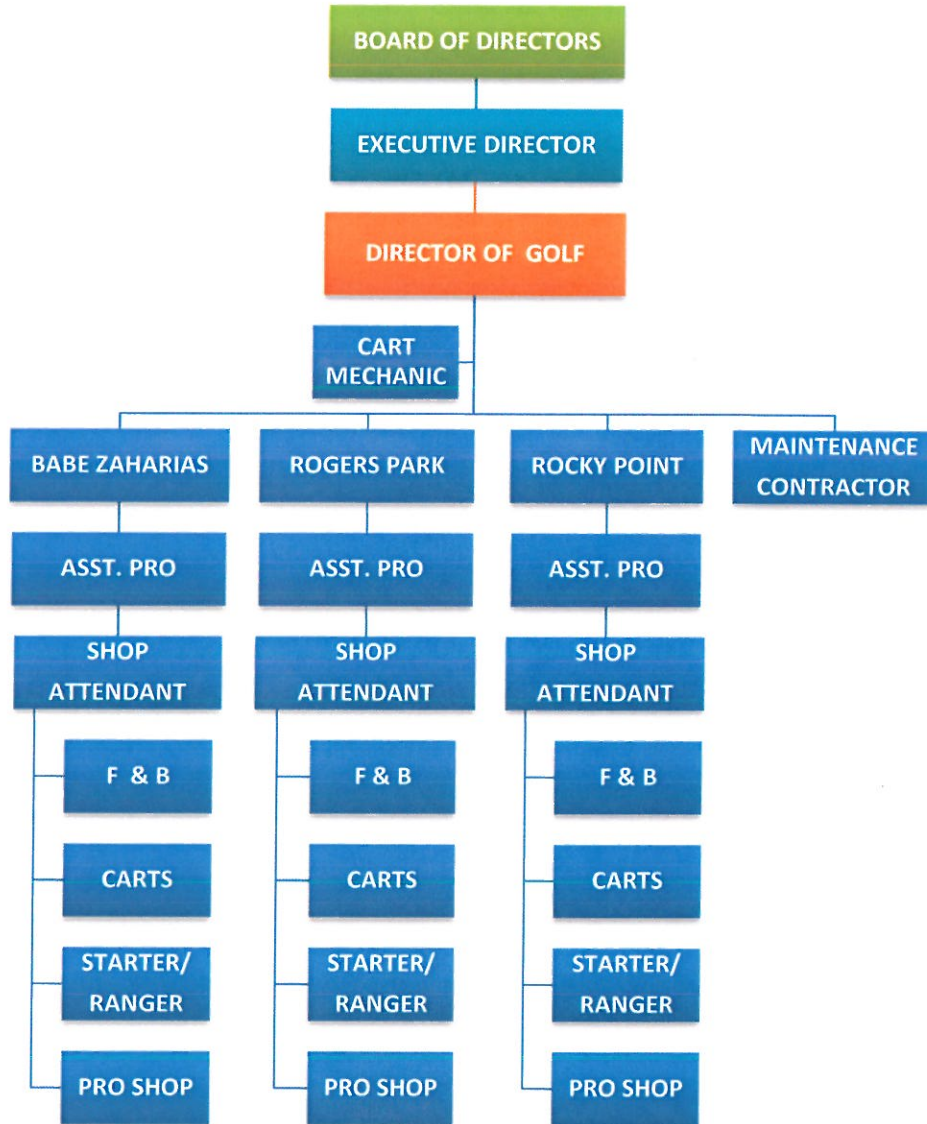 BOARD OF DIRECTORS
EXECUTIVE DIRECTOR
DIRECTOR OF GOLF
CART
MECHANIC
BABE ZAHARIAS
ROGERS PARK
ROCKY POINT
MAINTENANCE
CONTRACTOR
ASST. PRO
ASST. PRO
ASST. PRO
SHOP
ATTENDANT
SHOP
ATTENDANT
SHOP
ATTENDANT
F & B
F & B
F & B
CARTS
CARTS
CARTS
STARTER/
RANGER
STARTER/
RANGER
STARTER/
RANGER
PRO SHOP
PRO SHOP
PRO SHOP